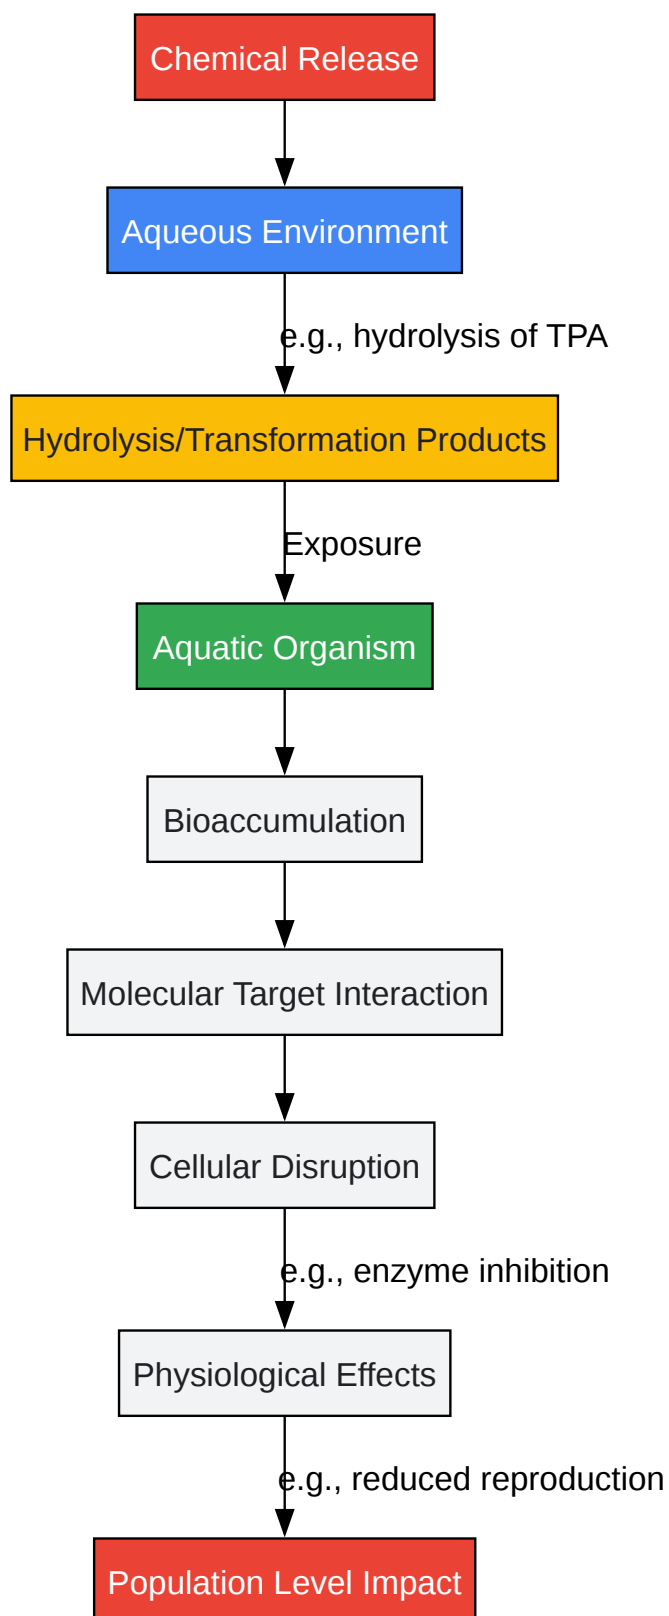 Chemical Release
Aqueous Environment
e.g., hydrolysis of TPA
Hydrolysis/Transformation Products
Exposure
Aquatic Organism
Bioaccumulation
Molecular Target Interaction
Cellular Disruption
e.g., enzyme inhibition
Physiological Effects
e.g., reduced reproduction
Population Level Impact